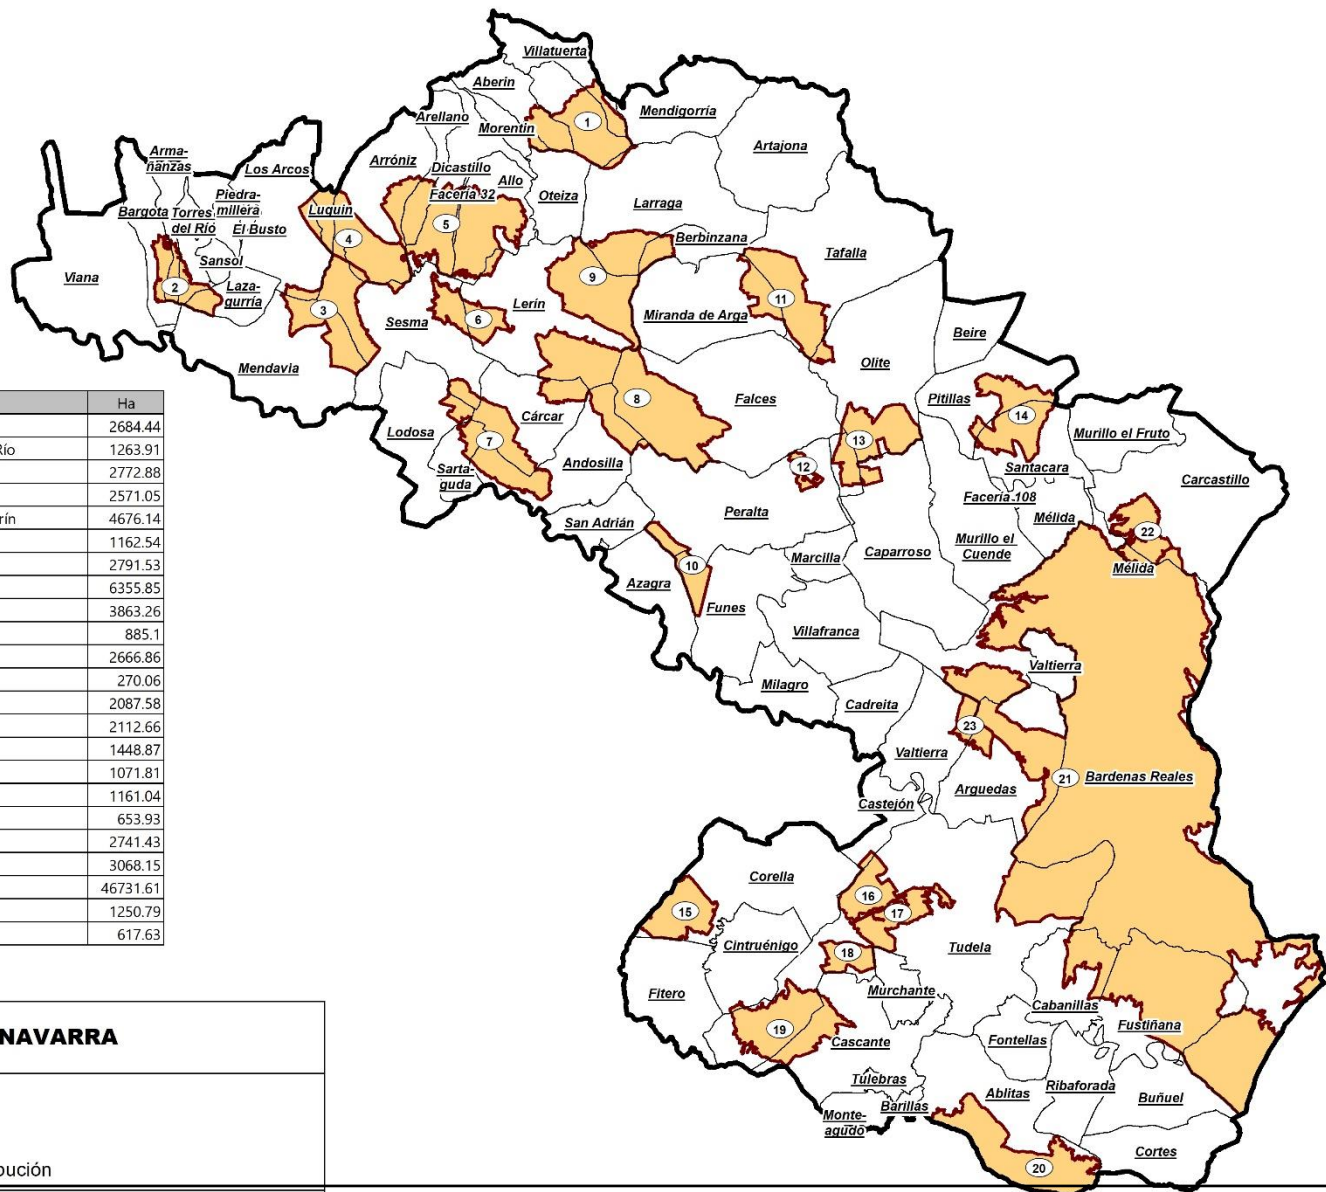 Villatuerta
Aberin
Mendigorría
Arellano
1
Morentin
Artajona
Arma-
ñanzas
Los Arcos
Arróniz
Dicastillo
Allo
Piedra-
millera
Facería 32
Oteiza
Larraga
Bargota
Torres
del Río
El Busto
Luquin
5
4
Berbinzana
Tafalla
Viana
Sansol
Laza-
gurría
2
3
9
11
Lerín
Miranda de Arga
Sesma
6
Beire
Mendavia
Olite
8
Falces
Pitillas
14
Cárcar
Lodosa
7
13
Murillo el Fruto
Andosilla
12
Santacara
Sarta-
guda
Carcastillo
Facería 108
San Adrián
Peralta
Mélida
22
Murillo el
Cuende
Marcilla
Caparroso
10
Mélida
Azagra
Funes
Villafranca
Valtierra
Milagro
Cadreita
23
Valtierra
21
Bardenas Reales
Arguedas
Castejón
Corella
16
15
17
Cintruénigo
18
Tudela
Fitero
Murchante
Cabanillas
19
Fustiñana
Cascante
Fontellas
Tulebras
Ablitas
Ribaforada
Buñuel
Barillas
Monte-
agudo
Cortes
20
Ha
2684.44
Río 1263.91
2772.88
2571.05
rín 4676.14
1162.54
2791.53
6355.85
3863.26
885.1
2666.86
270.06
2087.58
2112.66
1448.87
1071.81
1161.04
653.93
2741.43
3068.15
46731.61
1250.79
617.63
NAVARRA
bución